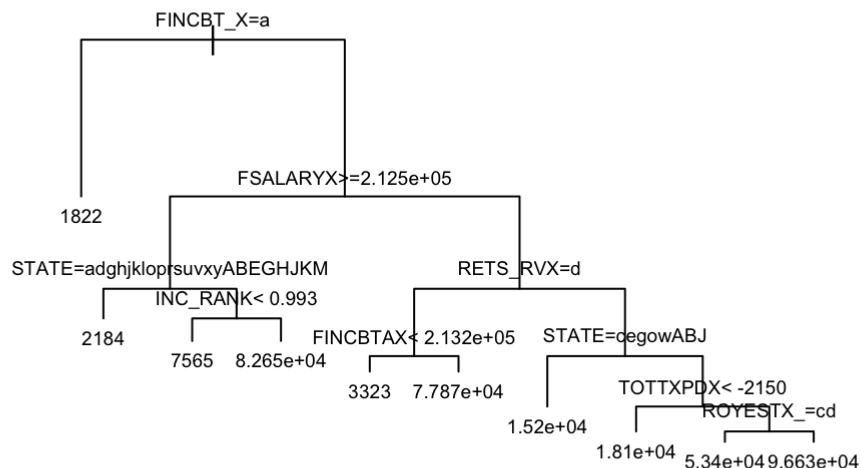 FINCBT_X=a
FSALARYX>=2.125e+05
1822
STATE=adghjkloprsuvxyABEGHJKM
RETS_RVX=d
INC_RANK< 0.993
2184
FINCBTAX< 2.132e+05
STATE=cegowABJ
7565
8.265e+04
3323
7.787e+04
TOTTXPDX< -2150
ROYESTX_=cd
1.52e+04
1.81e+04
5.34e+04
9.663e+04